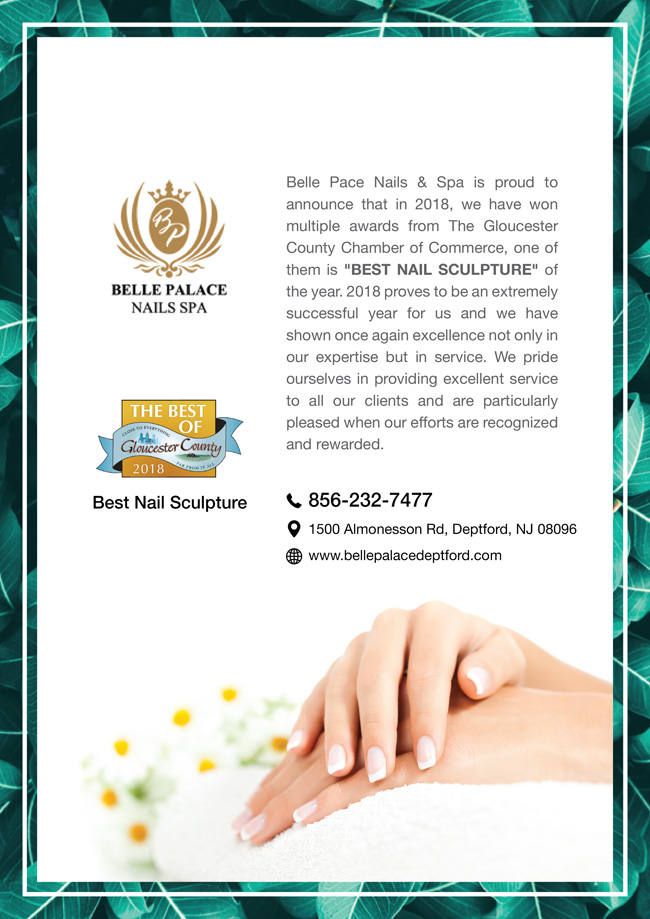 BP
BELLE PALACE
NAILS SPA
Belle Pace Nails & Spa is proud to
announce that in 2018, we have won
multiple awards from The Gloucester
County Chamber of Commerce, one of
them is "BEST NAIL SCULPTURE" of
the year. 2018 proves to be an extremely
successful year for us and we have
shown once again excellence not only in
our expertise but in service. We pride
ourselves in providing excellent service
to all our clients and are particularly
pleased when our efforts are recognized
and rewarded.
THE BEST
OF
CLOSE TO EVERYTHING
Gloucester County
FAR FROM IT ALL
2018
Best Nail Sculpture
856-232-7477
1500 Almonesson Rd, Deptford, NJ 08096
www.bellepalacedeptford.com